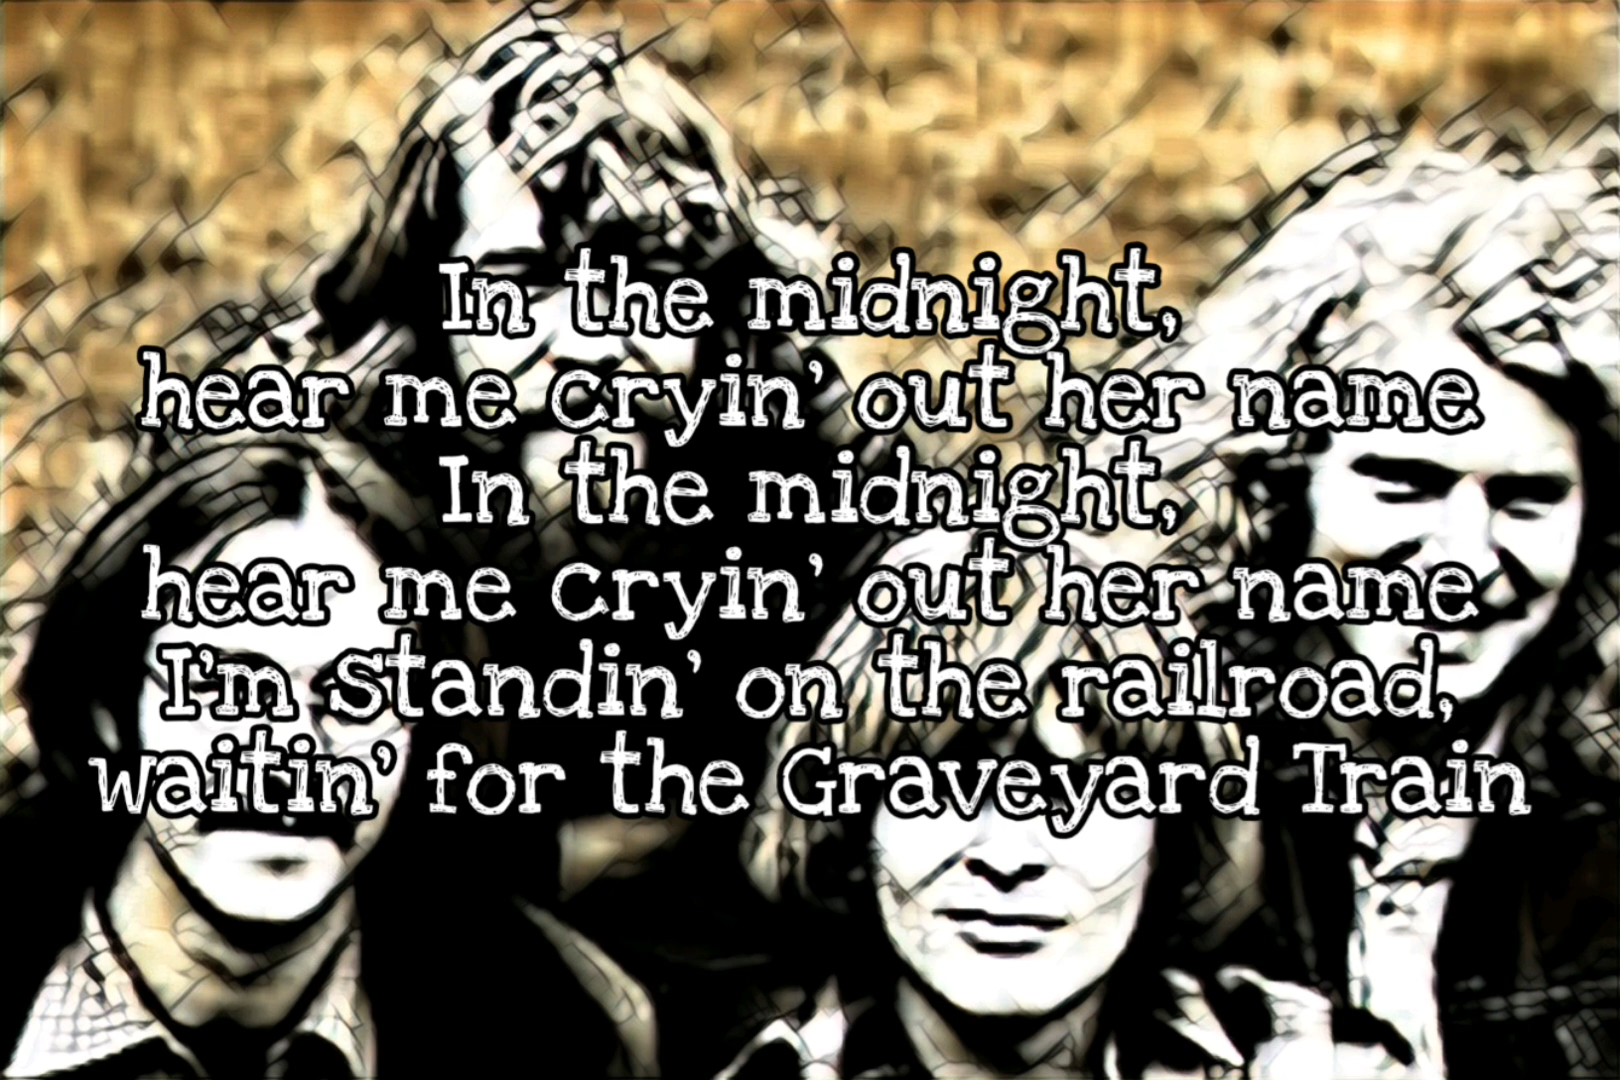 In the midnight,
hear me cryin' out her name
In the midnight,
hear me cryin' out her name
I'm standin' on the railroad,
waitin' for the Graveyard Train